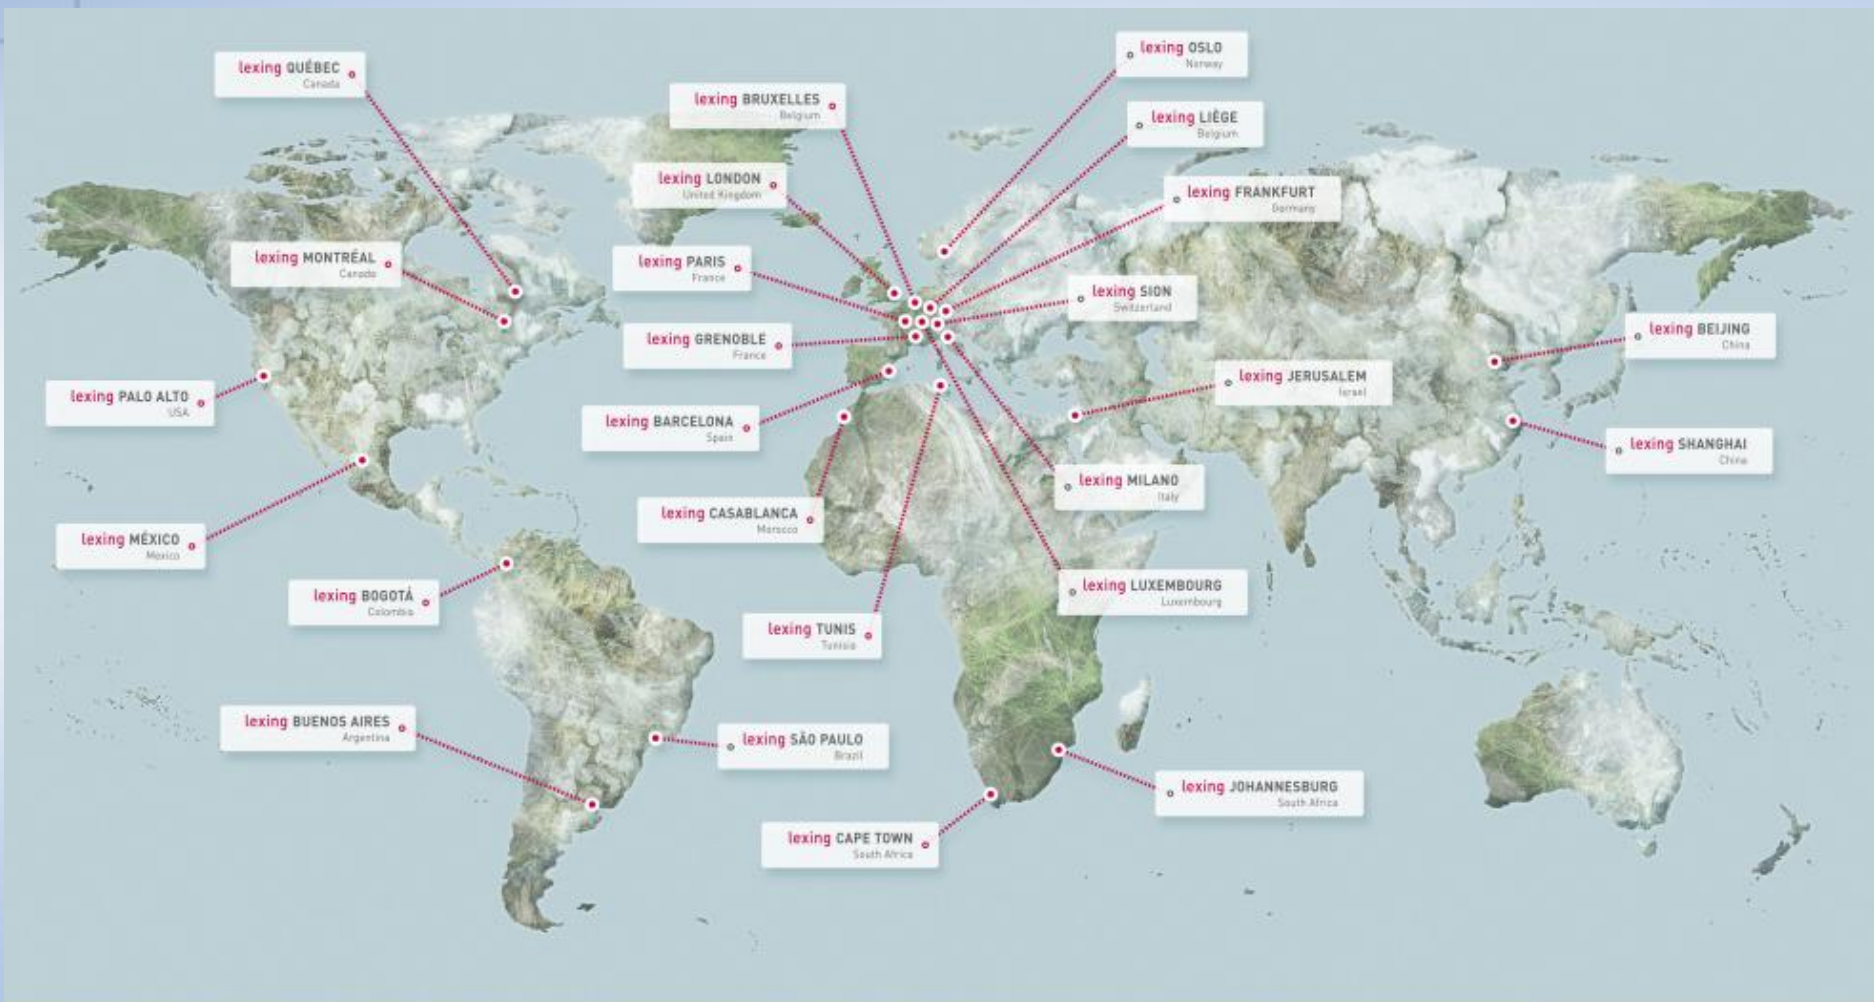 lexing OSLO
Norway
lexing QUÉBEC
Canada
lexing BRUXELLES
Belgium
lexing LIÈGE
Belgium
lexing LONDON
United Kingdom
lexing FRANKFURT
Germany
lexing MONTRÉAL
Canada
lexing PARIS
France
lexing SION
Switzerland
lexing GRENOBLE
France
lexing BEIJING
China
lexing PALO ALTO
USA
lexing JERUSALEM
Israel
lexing BARCELONA
Spain
lexing SHANGHAI
China
lexing MILANO
Italy
lexing CASABLANCA
Morocco
lexing MÉXICO
Mexico
lexing BOGOTÁ
Colombia
lexing LUXEMBOURG
Luxembourg
lexing TUNIS
Tunisia
lexing BUENOS AIRES
Argentina
lexing SÃO PAULO
Brazil
lexing JOHANNESBURG
South Africa
lexing CAPE TOWN
South Africa